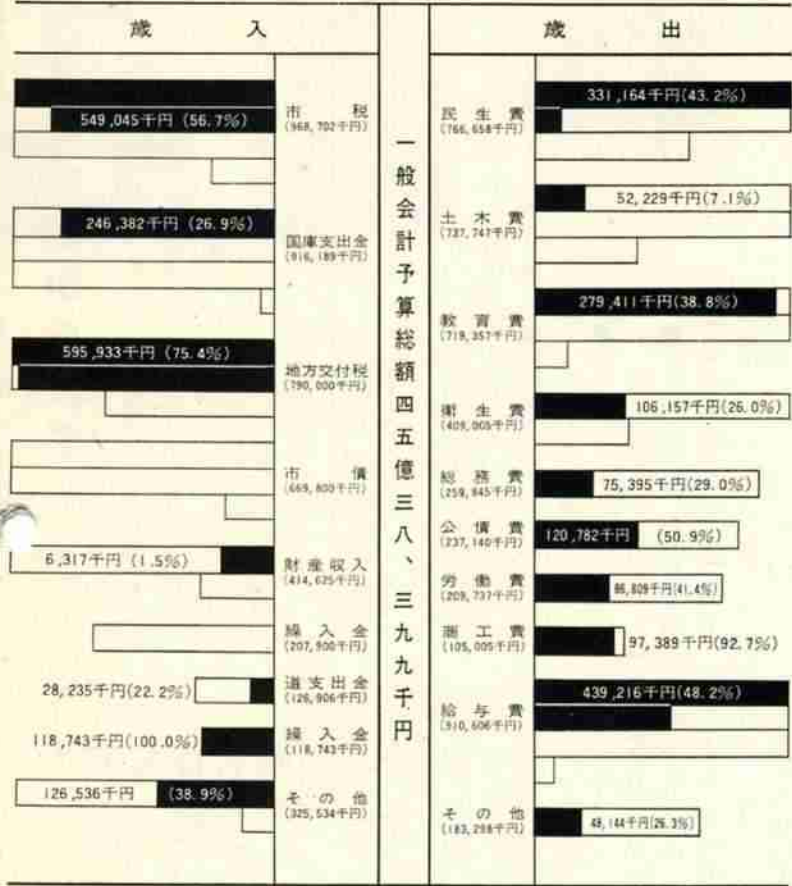 歳入
549,045千円 (56.7%)
市税
(968,702千円)
246,382千円 (26.9%)
国庫支出金
(916,189千円)
595,933千円 (75.4%)
地方交付税
(790,000千円)
市債
(669,800千円)
6,317千円 (1.5%)
財産収入
(414,625千円)
繰入金
(207,900千円)
28,235千円(22.2%)
道支出金
(126,906千円)
118,743千円(100.0%)
繰入金
(118,743千円)
126,536千円 (38.9%)
その他
(325,534千円)
一般会計予算総額四五億三八、三九九千円
歳出
民生費
(766,658千円)
331,164千円(43.2%)
土木費
(737,747千円)
52,229千円(7.1%)
教育費
(719,357千円)
279,411千円(38.8%)
衛生費
(409,005千円)
106,157千円(26.0%)
総務費
(259,845千円)
75,395千円(29.0%)
公債費
(237,140千円)
120,782千円 (50.9%)
労働費
(209,737千円)
86,809千円(41.4%)
商工費
(105,005千円)
97,389千円(92.7%)
給与費
(910,606千円)
439,216千円(48.2%)
その他
(183,298千円)
48,144千円(26.3%)